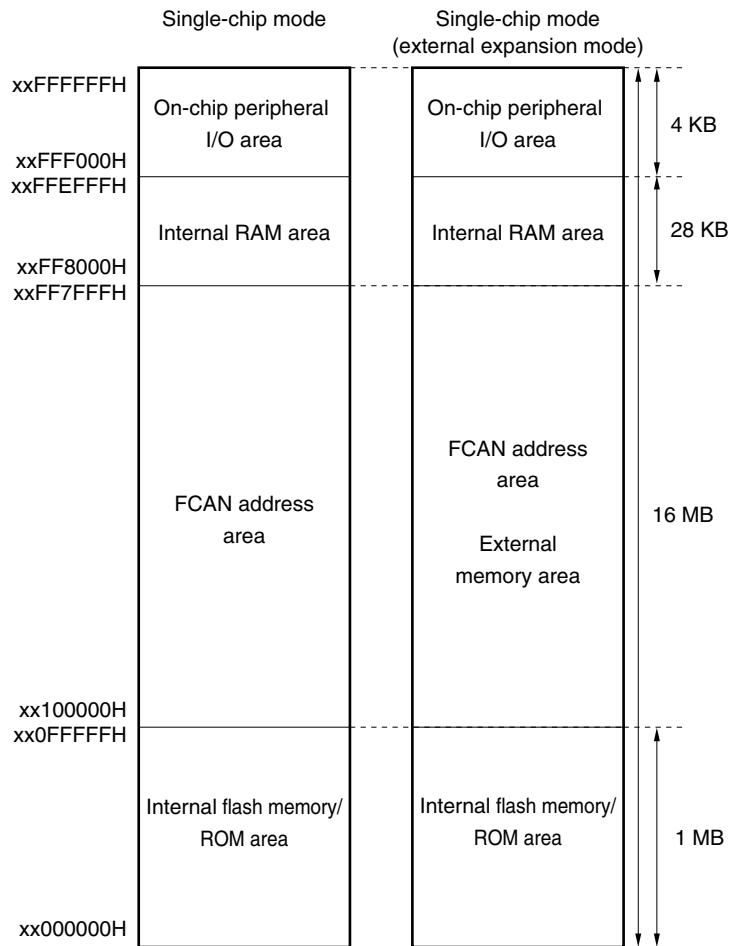 Single-chip mode
Single-chip mode
(external expansion mode)
xxFFFFFFH
On-chip peripheral
I/O area
On-chip peripheral
I/O area
4 KB
xxFFF000H
xxFFEFFFH
Internal RAM area
Internal RAM area
28 KB
xxFF8000H
xxFF7FFFH
FCAN address
area
FCAN address
area
External
memory area
16 MB
xx100000H
xx0FFFFFH
Internal flash memory/
ROM area
Internal flash memory/
ROM area
1 MB
xx000000H